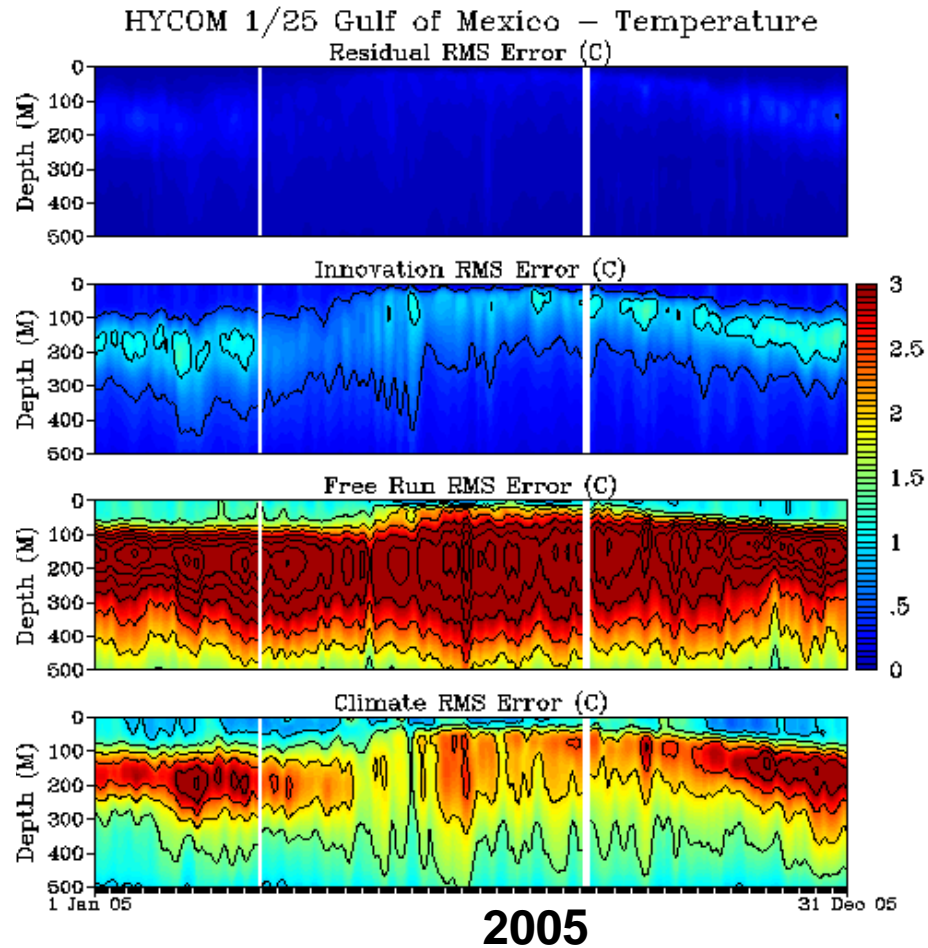 HYCOM 1/25 Gulf of Mexico – Temperature
Residual RMS Error (C)
0
100
200
300
400
500
Depth (M)
Innovation RMS Error (C)
0
100
200
300
400
500
Depth (M)
3
2.5
2
1.5
1
.5
0
Free Run RMS Error (C)
0
100
200
300
400
500
Depth (M)
Climate RMS Error (C)
0
100
200
300
400
500
Depth (M)
1 Jan 05
31 Dec 05
2005